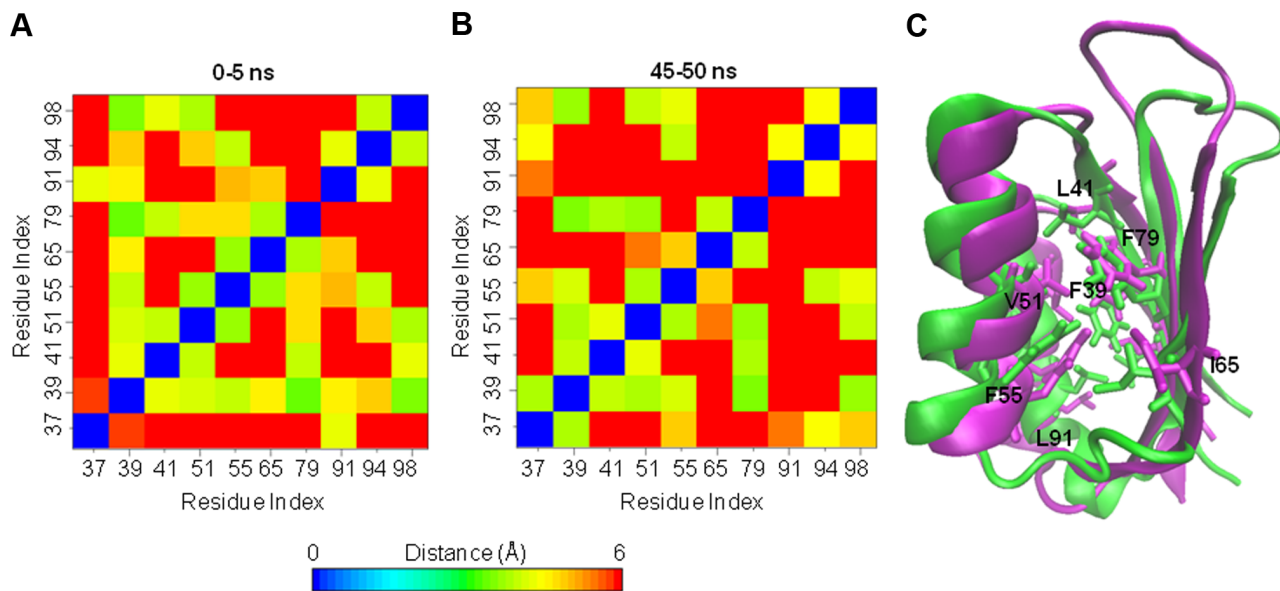 A
B
C
0-5 ns
45-50 ns
98
94
91
79
65
55
51
41
39
37
Residue Index
37 39 41 51 55 65 79 91 94 98
Residue Index
98
94
91
79
65
55
51
41
39
37
Residue Index
37 39 41 51 55 65 79 91 94 98
Residue Index
0 Distance (Å) 6
L41
F79
V51
F39
I65
F55
L91